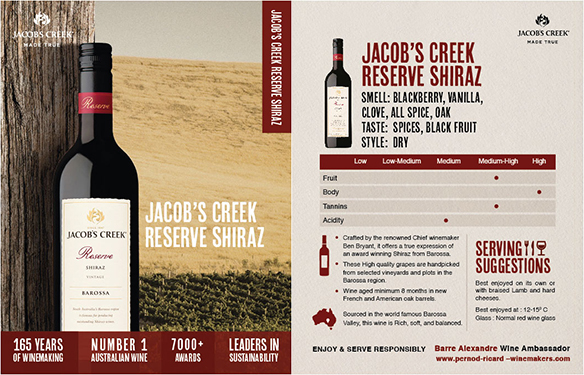 JACOB'S CREEK
MADE TRUE
JACOB'S CREEK RESERVE SHIRAZ
Reserve
JACOB'S CREEK
Reserve
SHIRAZ
VINTAGE
BAROSSA
JACOB'S CREEK
RESERVE SHIRAZ
165 YEARS
OF WINEMAKING
NUMBER 1
AUSTRALIAN WINE
7000+
AWARDS
LEADERS IN
SUSTAINABILITY
JACOB'S CREEK
MADE TRUE
JACOB'S CREEK
RESERVE SHIRAZ
SMELL: BLACKBERRY, VANILLA,
CLOVE, ALL SPICE, OAK
TASTE: SPICES, BLACK FRUIT
STYLE: DRY
Low Low-Medium Medium Medium-High High
Fruit
Body
Tannins
Acidity
Crafted by the renowned Chief winemaker
Ben Bryant, it offers a true expression of
an award winning Shiraz from Barossa.
These High quality grapes are handpicked
from selected vineyards and plots in the
Barossa region.
Wine aged minimum 8 months in new
French and American oak barrels.
Sourced in the world famous Barossa
Valley, this wine is Rich, soft, and balanced.
SERVING
SUGGESTIONS
Best enjoyed on its own or
with braised Lamb and hard
cheeses.
Best enjoyed at : 12-15º C
Glass : Normal red wine glass
ENJOY & SERVE RESPONSIBLY
Barre Alexandre Wine Ambassador
www.pernod-ricard –winemakers.com